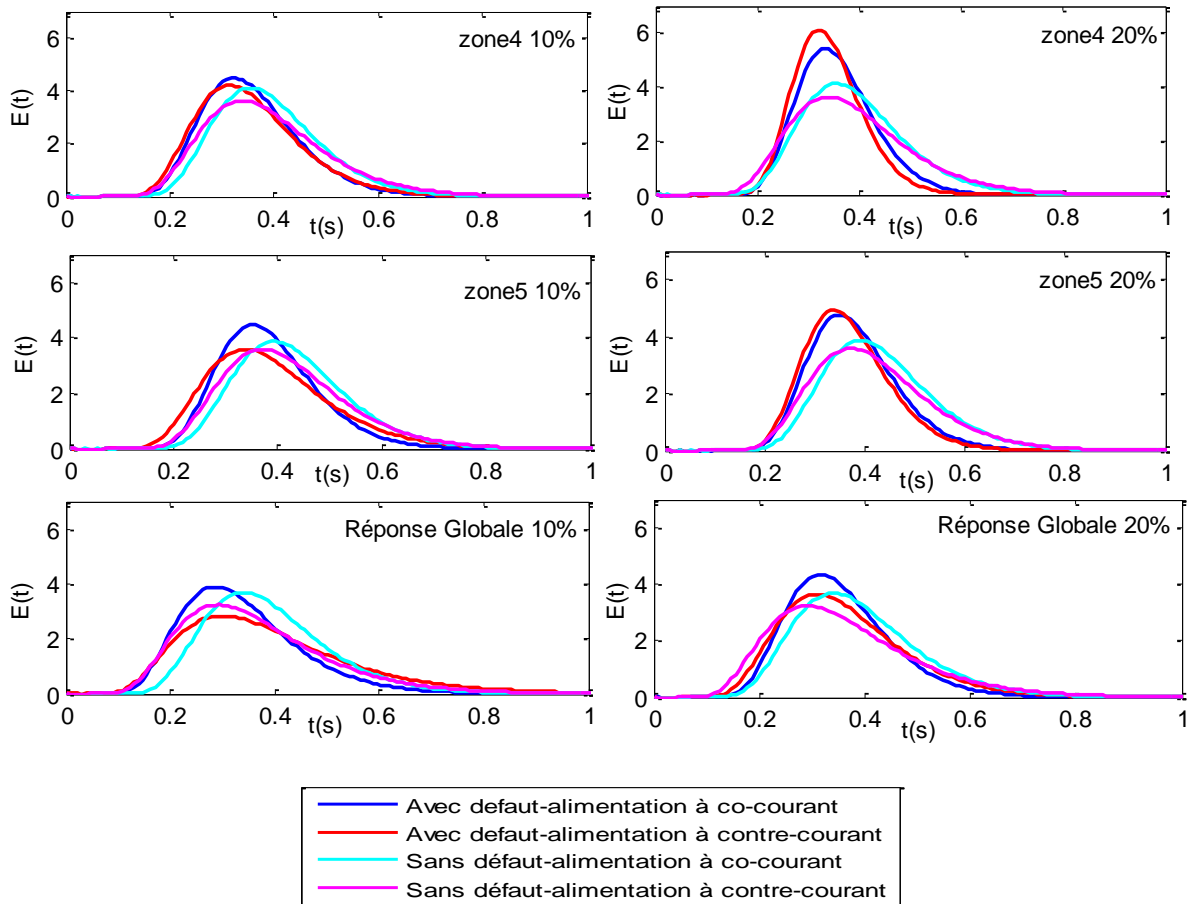 zone4 10%
E(t)
6
4
2
0
0 0.2 0.4 0.6 0.8 1
t(s)
zone4 20%
E(t)
6
4
2
0
0 0.2 0.4 0.6 0.8 1
t(s)
zone5 10%
E(t)
6
4
2
0
0 0.2 0.4 0.6 0.8 1
t(s)
zone5 20%
E(t)
6
4
2
0
0 0.2 0.4 0.6 0.8 1
t(s)
Réponse Globale 10%
E(t)
6
4
2
0
0 0.2 0.4 0.6 0.8 1
t(s)
Réponse Globale 20%
E(t)
6
4
2
0
0 0.2 0.4 0.6 0.8 1
t(s)
Avec defaut-alimentation à co-courant
Avec defaut-alimentation à contre-courant
Sans défaut-alimentation à co-courant
Sans défaut-alimentation à contre-courant